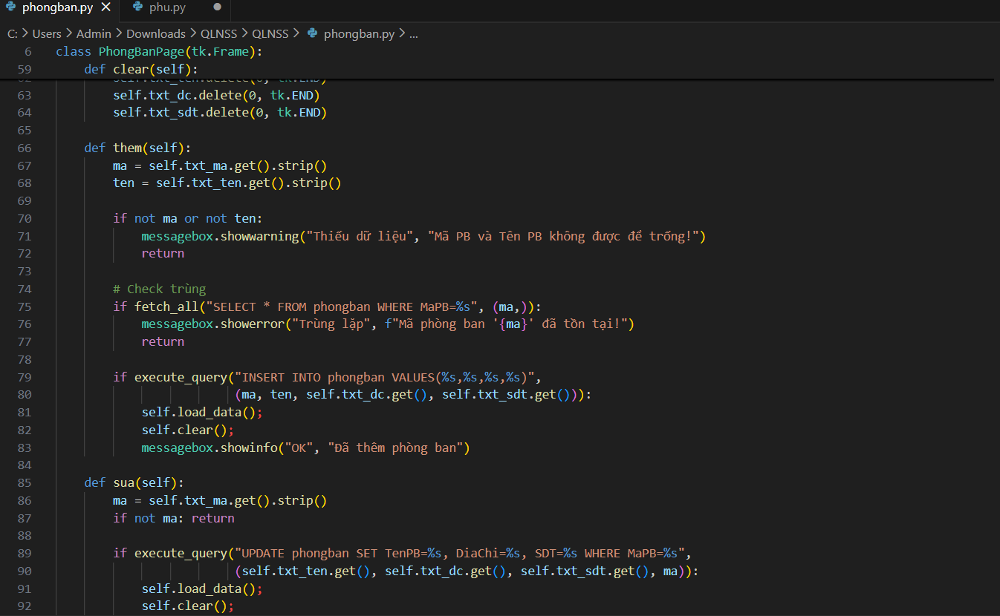 phongban.py
phu.py
C: > Users > Admin > Downloads > QLNSS > QLNSS > phongban.py > ...
6 class PhongBanPage(tk.Frame):
59 def clear(self):
62 self.txt_ten.delete(0, tk.END)
63 self.txt_dc.delete(0, tk.END)
64 self.txt_sdt.delete(0, tk.END)
65
66 def them(self):
67 ma = self.txt_ma.get().strip()
68 ten = self.txt_ten.get().strip()
69
70 if not ma or not ten:
71 messagebox.showwarning("Thiếu dữ liệu", "Mã PB và Tên PB không được để trống!")
72 return
73
74 # Check trùng
75 if fetch_all("SELECT * FROM phongban WHERE MaPB=%s", (ma,)):
76 messagebox.showerror("Trùng lặp", f"Mã phòng ban '{ma}' đã tồn tại!")
77 return
78
79 if execute_query("INSERT INTO phongban VALUES(%s,%s,%s,%s)",
80 (ma, ten, self.txt_dc.get(), self.txt_sdt.get())):
81 self.load_data();
82 self.clear();
83 messagebox.showinfo("OK", "Đã thêm phòng ban")
84
85 def sua(self):
86 ma = self.txt_ma.get().strip()
87 if not ma: return
88
89 if execute_query("UPDATE phongban SET TenPB=%s, DiaChi=%s, SDT=%s WHERE MaPB=%s",
90 (self.txt_ten.get(), self.txt_dc.get(), self.txt_sdt.get(), ma)):
91 self.load_data();
92 self.clear();